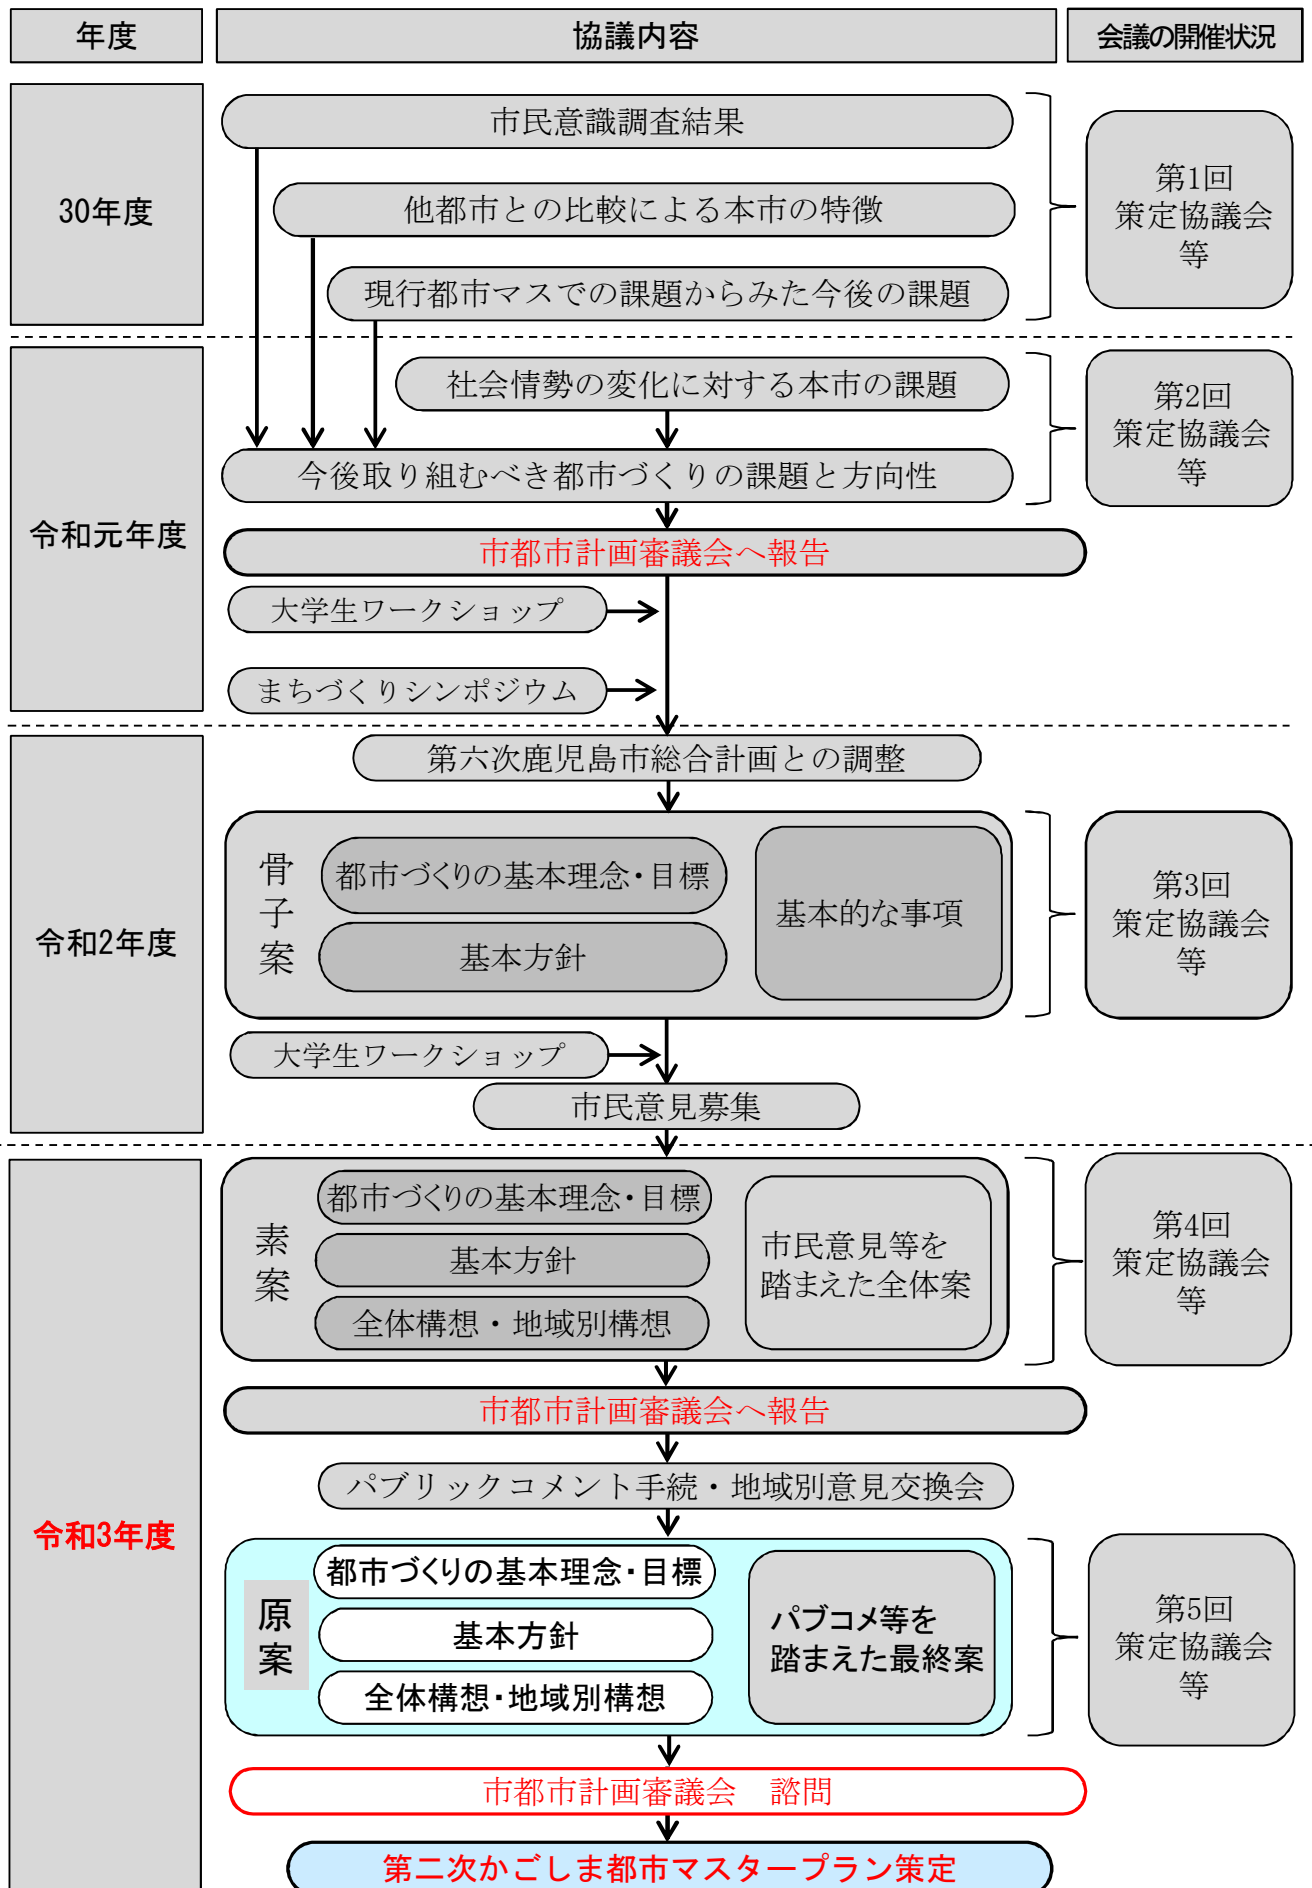 年度
協議内容
会議の開催状況
30年度
市民意識調査結果
他都市との比較による本市の特徴
現行都市マスでの課題からみた今後の課題
第1回
策定協議会
等
令和元年度
社会情勢の変化に対する本市の課題
今後取り組むべき都市づくりの課題と方向性
第2回
策定協議会
等
市都市計画審議会へ報告
大学生ワークショップ
まちづくりシンポジウム
令和2年度
第六次鹿児島市総合計画との調整
骨
子
案
都市づくりの基本理念・目標
基本方針
基本的な事項
第3回
策定協議会
等
大学生ワークショップ
市民意見募集
令和3年度
素
案
都市づくりの基本理念・目標
基本方針
全体構想・地域別構想
市民意見等を
踏まえた全体案
第4回
策定協議会
等
市都市計画審議会へ報告
パブリックコメント手続・地域別意見交換会
原
案
都市づくりの基本理念・目標
基本方針
全体構想・地域別構想
パブコメ等を
踏まえた最終案
第5回
策定協議会
等
市都市計画審議会　諮問
第二次かごしま都市マスタープラン策定